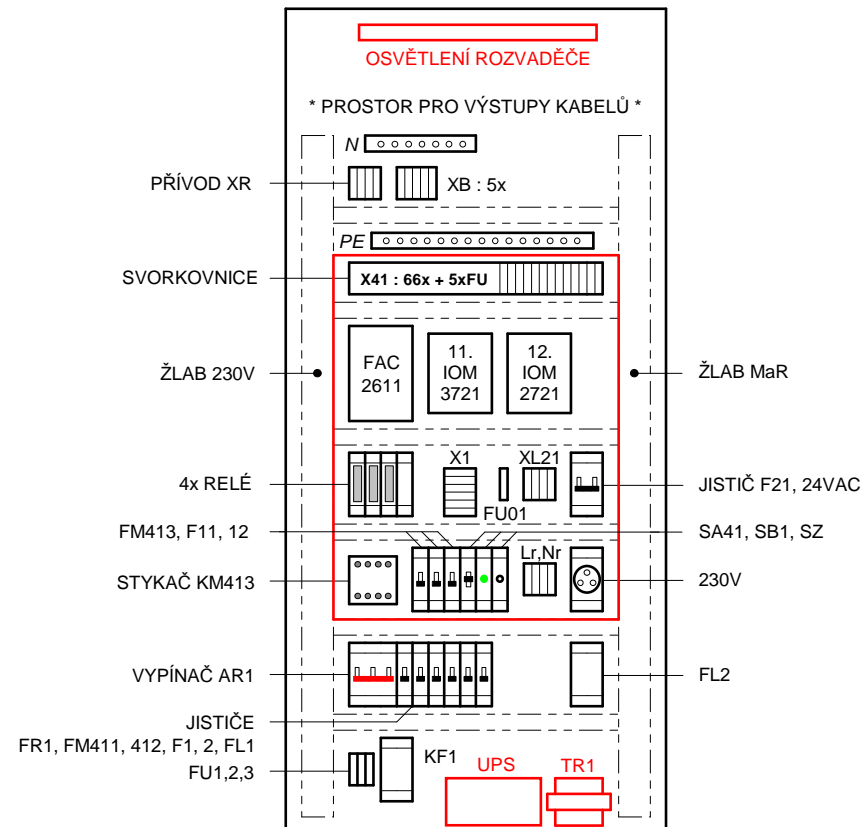 OSVĚTLENÍ ROZVADĚČE
* PROSTOR PRO VÝSTUPY KABELŮ *
N
PŘÍVOD XR
XB : 5x
PE
SVORKOVNICE
X41 : 66x + 5xFU
ŽLAB 230V
FAC
2611
11.
IOM
3721
12.
IOM
2721
ŽLAB MaR
4x RELÉ
X1
XL21
JISTIČ F21, 24VAC
FU01
FM413, F11, 12
SA41, SB1, SZ
Lr,Nr
STYKAČ KM413
230V
VYPÍNAČ AR1
FL2
JISTIČE
FR1, FM411, 412, F1, 2, FL1
FU1,2,3
KF1
UPS
TR1